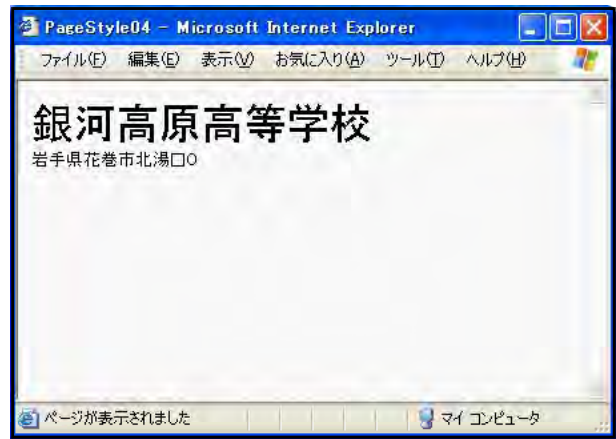 PageStyle04 - Microsoft Internet Explorer
ファイル(F) 編集(E) 表示(V) お気に入り(A) ツール(T) ヘルプ(H)
銀河高原高等学校
岩手県花巻市北湯口0
ページが表示されました マイ コンピュータ